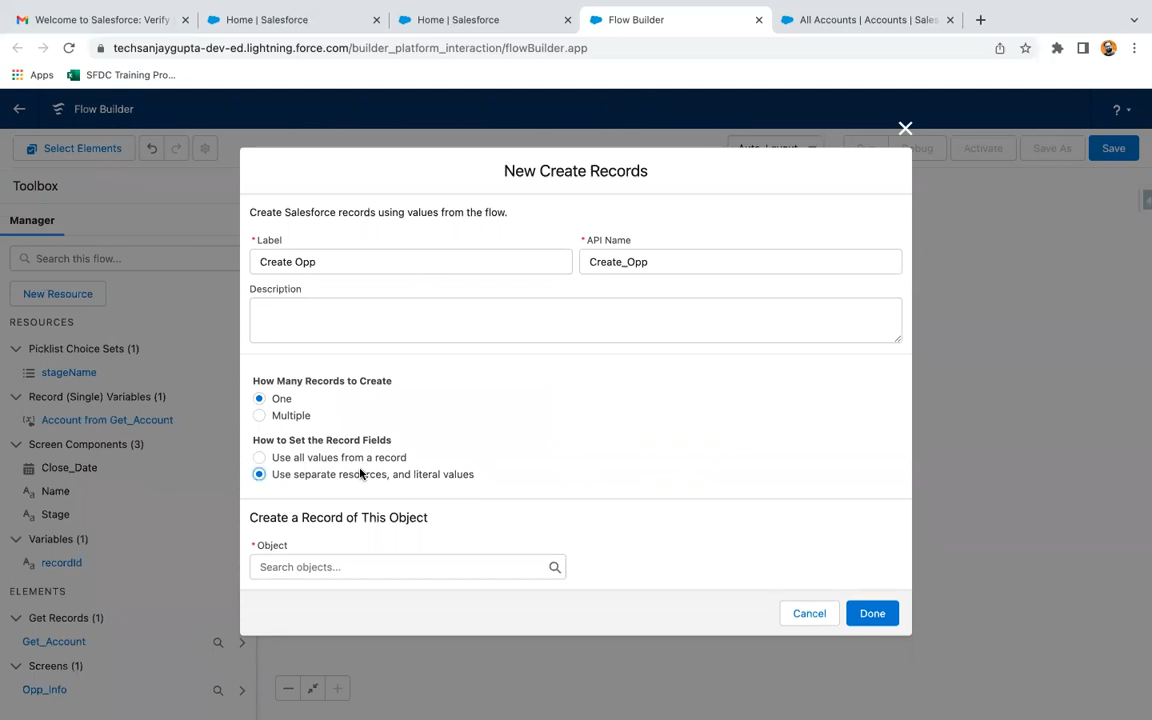 Welcome to Salesforce: Verify
Home | Salesforce
Home | Salesforce
Flow Builder
All Accounts | Accounts | Sales
techsanjaygupta-dev-ed.lightning.force.com/builder_platform_interaction/flowBuilder.app
Apps
SFDC Training Pro...
Flow Builder
?
Select Elements
Auto-Layout
Debug
Activate
Save As
Save
Toolbox
Manager
Search this flow...
New Resource
RESOURCES
Picklist Choice Sets (1)
stageName
Record (Single) Variables (1)
Account from Get_Account
Screen Components (3)
Close_Date
Name
Stage
Variables (1)
recordId
ELEMENTS
Get Records (1)
Get_Account
Screens (1)
Opp_Info
New Create Records
Create Salesforce records using values from the flow.
* Label
Create Opp
* API Name
Create_Opp
Description
How Many Records to Create
One
Multiple
How to Set the Record Fields
Use all values from a record
Use separate resources, and literal values
Create a Record of This Object
* Object
Search objects...
Cancel
Done